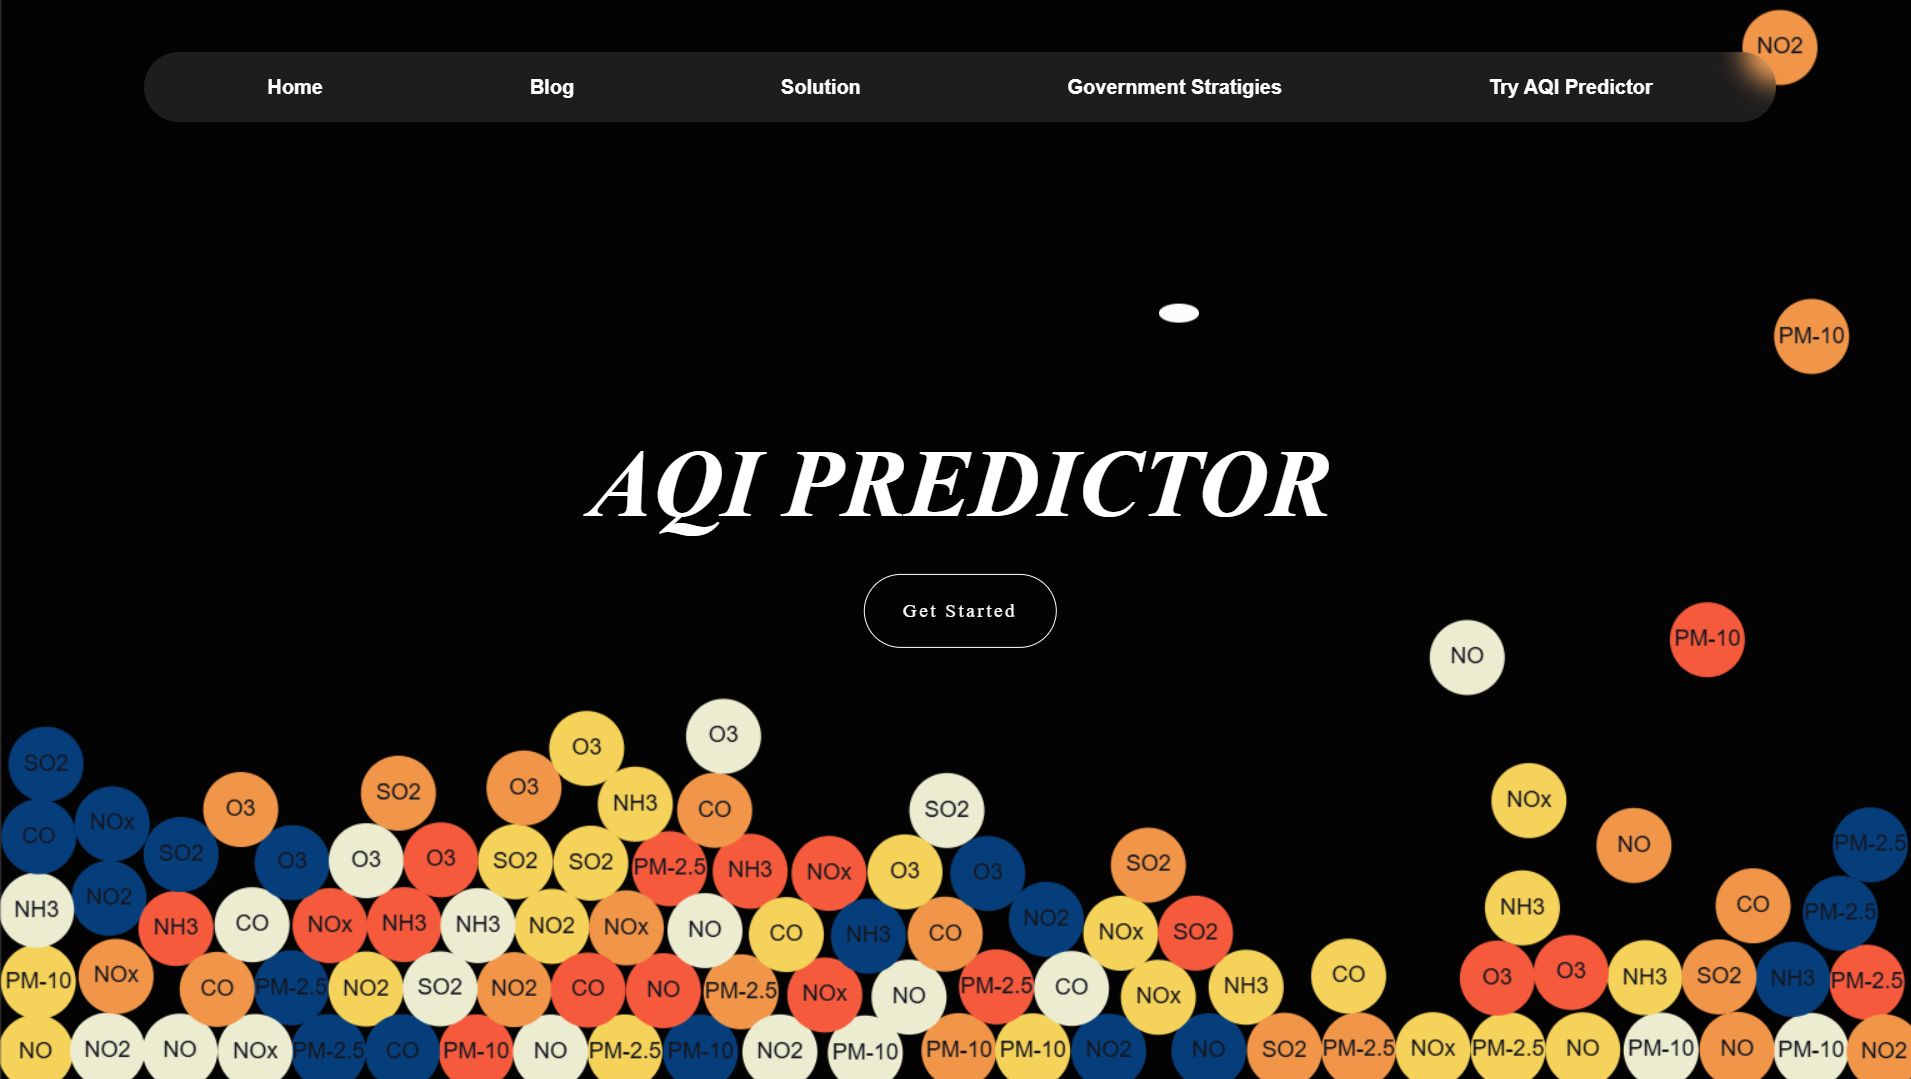 NO2
Home Blog Solution Government Stratigies Try AQI Predictor
PM-10
AQI PREDICTOR
Get Started
NO PM-10
O3 O3
SO2 SO2 O3 NH3 CO SO2 NOx
CO NOx SO2 O3 NO PM-2.5
O3 O3 O3 SO2 SO2 PM-2.5 NH3 NOx O3 O3 SO2
NH3 NO2 NH3 CO NOx NH3 NH3 NO2 NOx NO CO NH3 CO NO2 NOx SO2 NH3 CO PM-2.5
PM-10 NOx CO PM-2.5 NO2 SO2 NO2 CO NO PM-2.5 NOx NO PM-2.5 CO NOx NH3 CO O3 O3 NH3 SO2 NH3 PM-2.5
NO NO2 NO NOx PM-2.5 CO PM-10 NO PM-2.5 PM-10 NO2 PM-10 PM-10 PM-10 NO2 NO SO2 PM-2.5 NOx PM-2.5 NO PM-10 NO PM-10 NO2